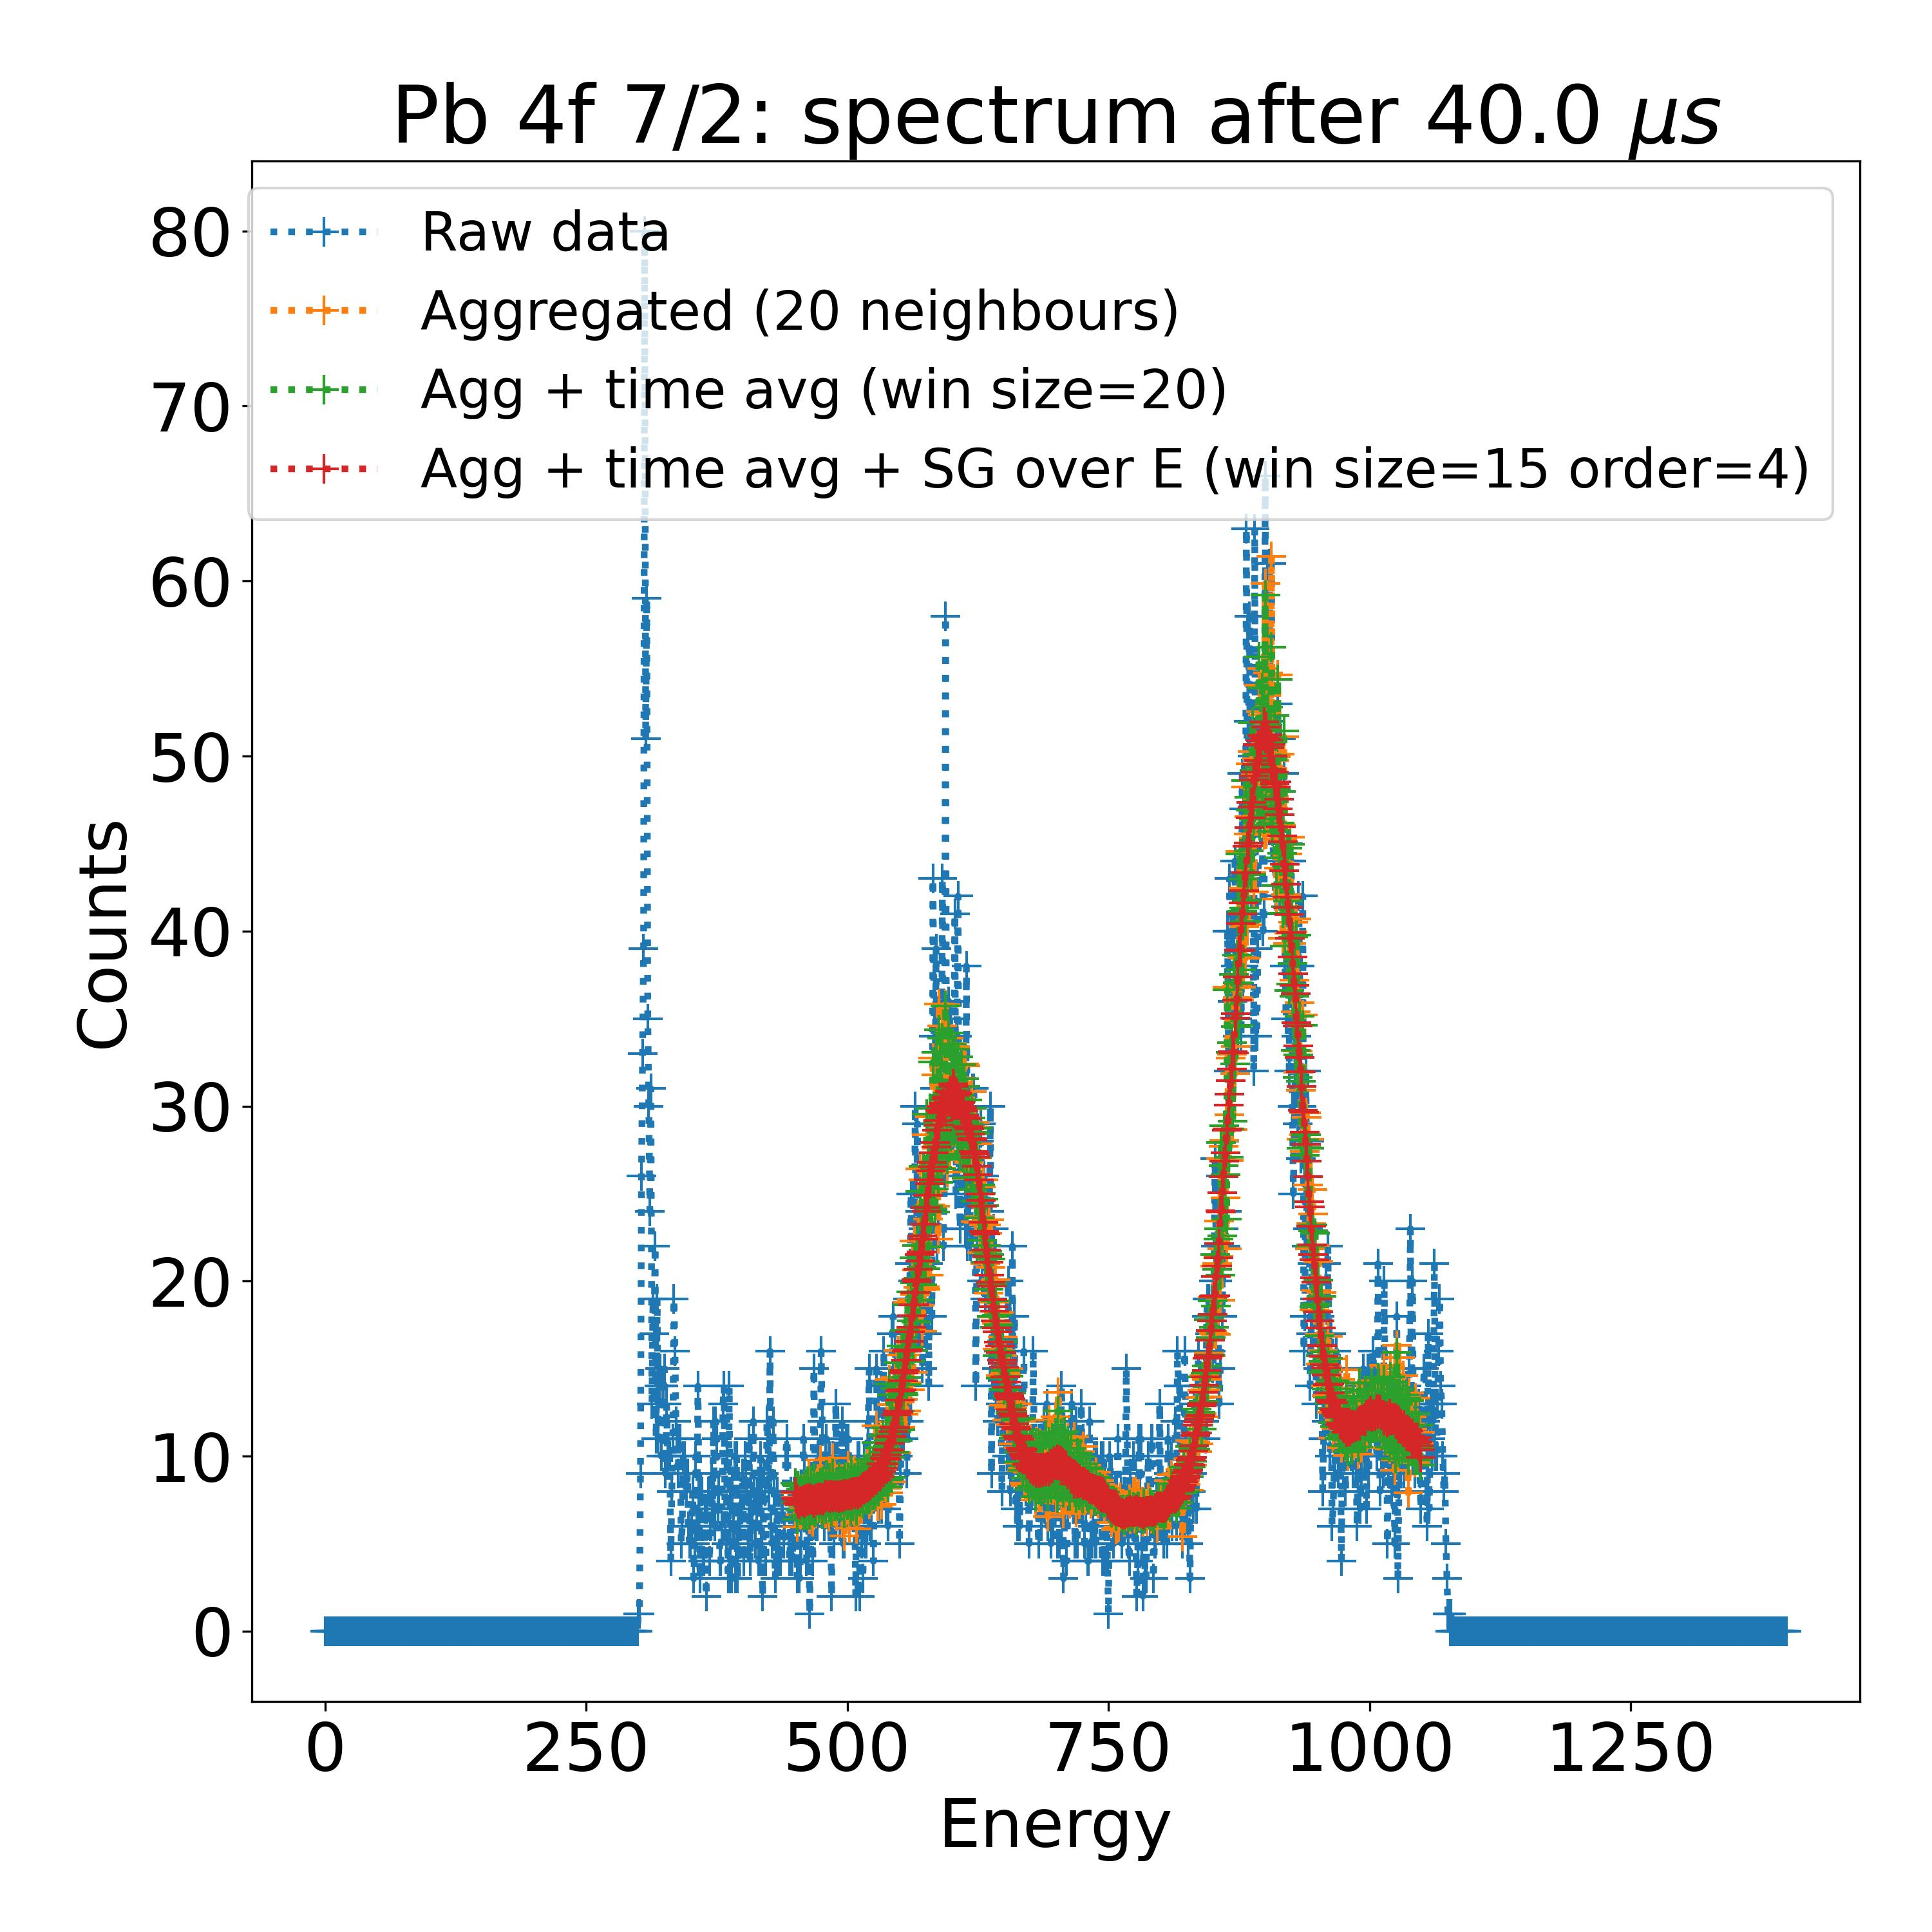 Pb 4f 7/2: spectrum after 40.0 μs
Raw data
Aggregated (20 neighbours)
Agg + time avg (win size=20)
Agg + time avg + SG over E (win size=15 order=4)
80
70
60
50
40
30
20
10
0
Counts
0 250 500 750 1000 1250
Energy